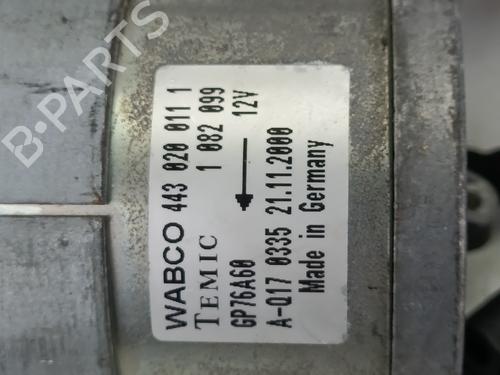 WABCO 443 020 011 1
TEMIC 1 082 099
GP76A60 12V
A-Q17 0335 21.11.2000
Made in Germany
B-PARTS